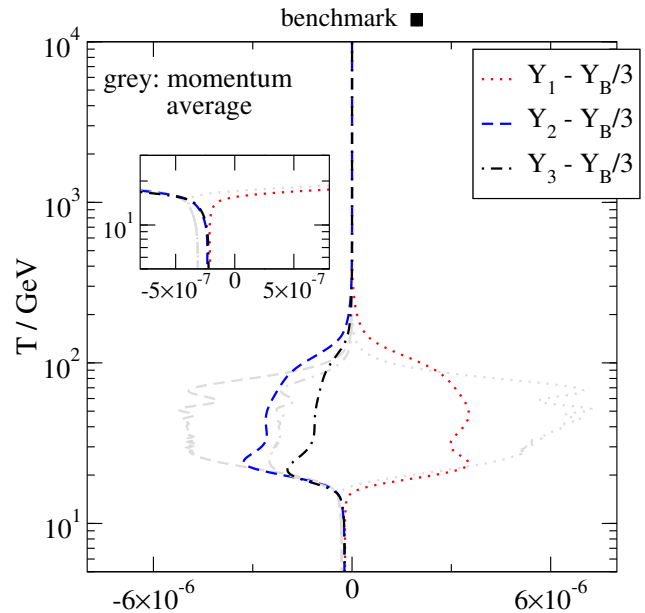 benchmark ■
10^4
grey: momentum
average
Y_1 - Y_B/3
Y_2 - Y_B/3
Y_3 - Y_B/3
10^1
-5×10^-7 0 5×10^-7
10^3
T / GeV
10^2
10^1
-6×10^-6 0 6×10^-6